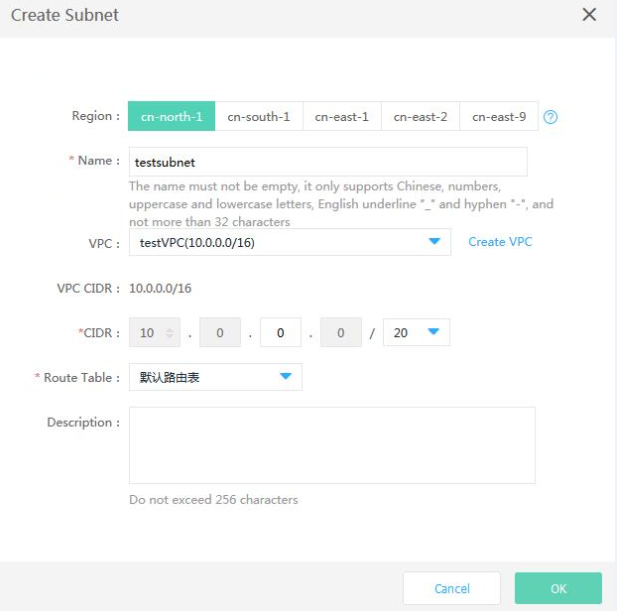 Create Subnet
Region : cn-north-1 cn-south-1 cn-east-1 cn-east-2 cn-east-9
* Name : testsubnet
The name must not be empty, it only supports Chinese, numbers,
uppercase and lowercase letters, English underline "_" and hyphen "-", and
not more than 32 characters
VPC : testVPC(10.0.0.0/16) Create VPC
VPC CIDR : 10.0.0.0/16
*CIDR : 10 . 0 . 0 . 0 / 20
* Route Table : 默认路由表
Description :
Do not exceed 256 characters
Cancel OK